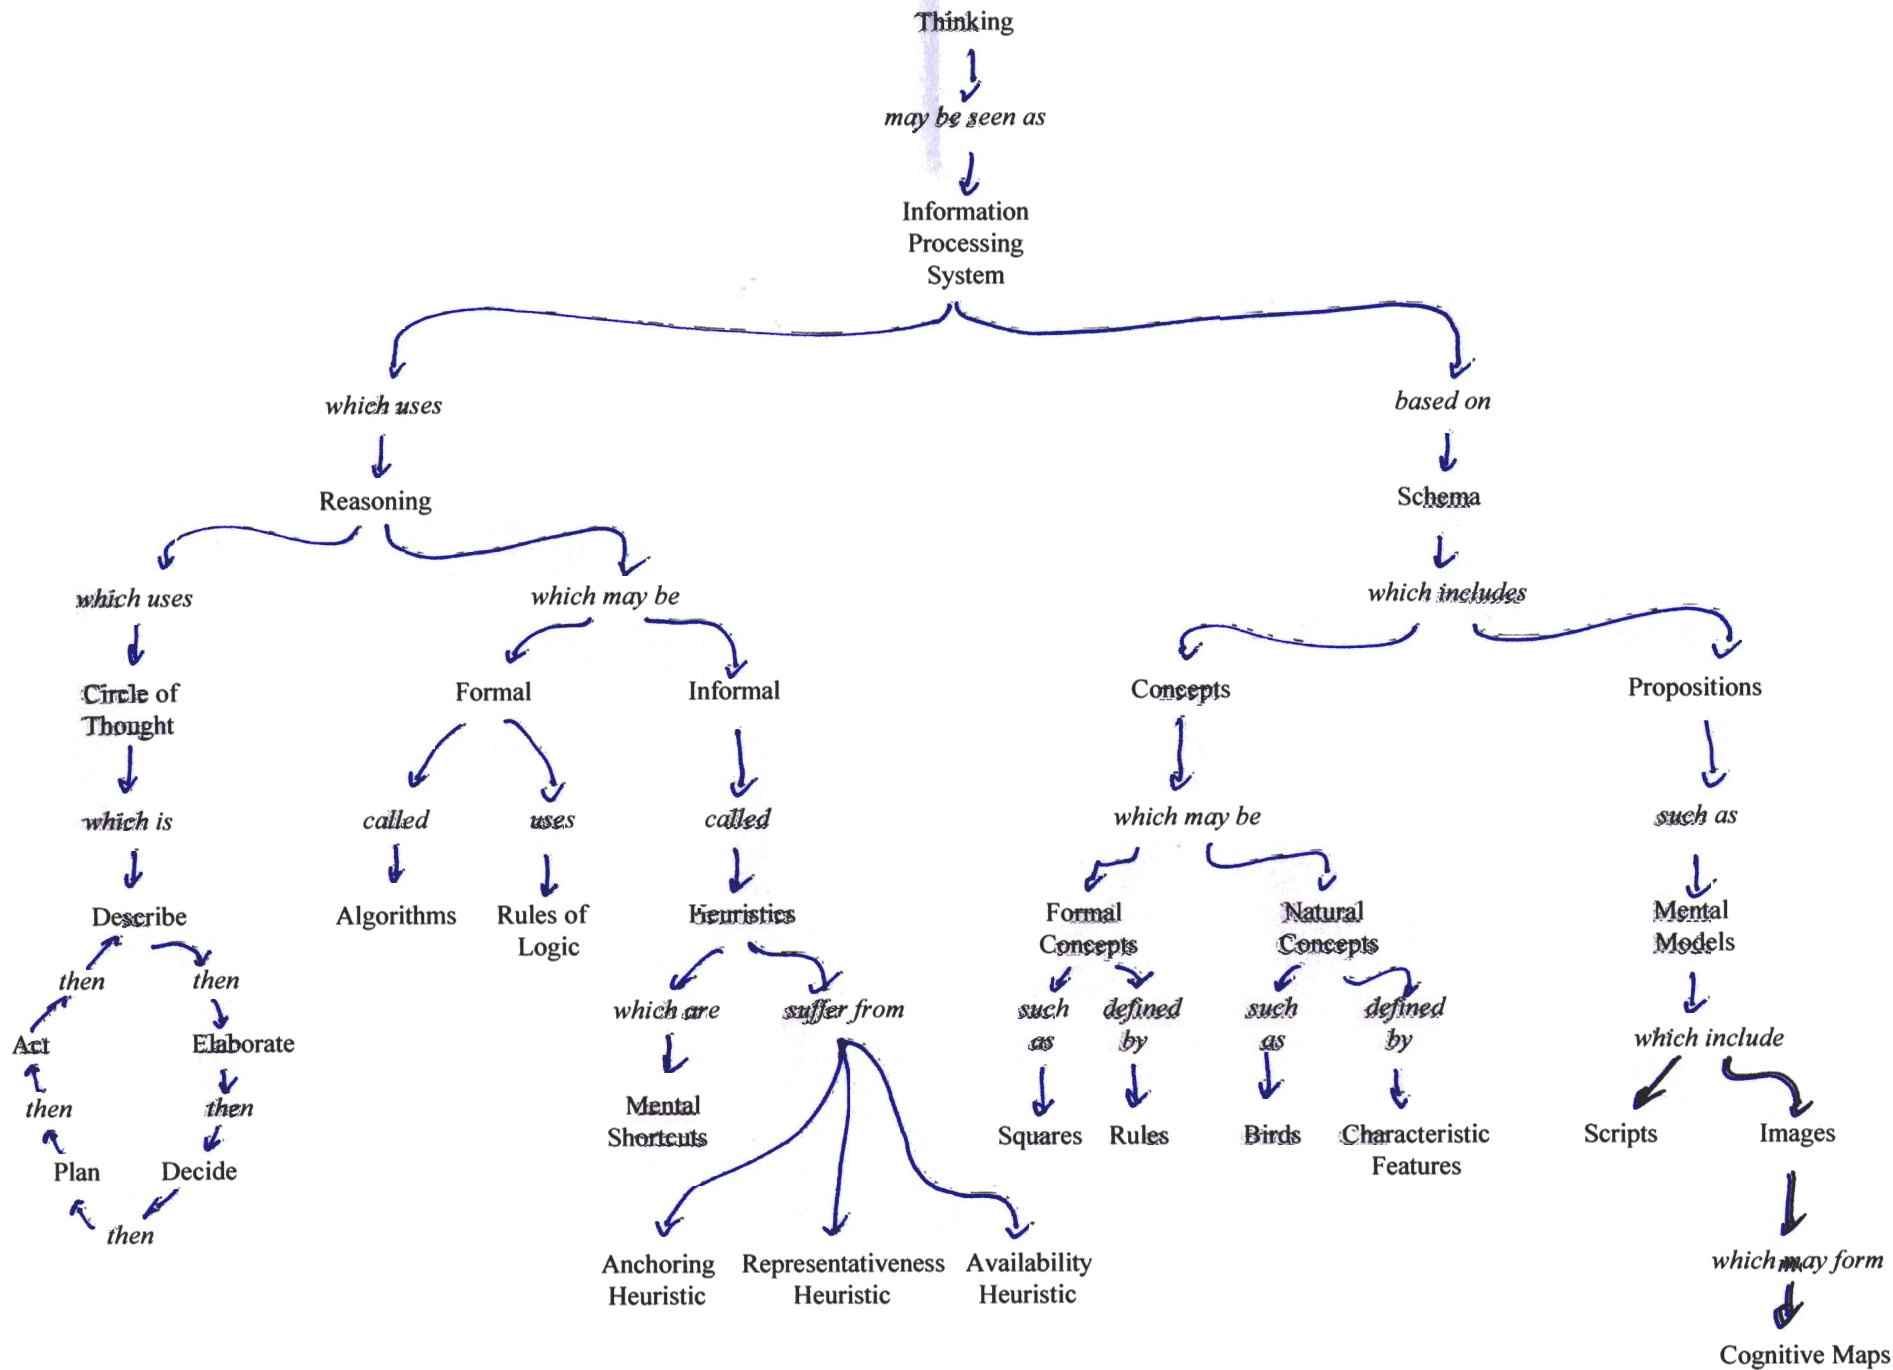 Thinking
may be seen as
Information
Processing
System
which uses
based on
Reasoning
Schema
which uses
which may be
which includes
Circle of
Thought
Formal
Informal
Concepts
Propositions
which is
called
uses
called
which may be
such as
Describe
Algorithms
Rules of
Logic
Heuristics
Formal
Concepts
Natural
Concepts
Mental
Models
then
then
which are
suffer from
such
as
defined
by
such
as
defined
by
which include
Act
Elaborate
then
then
Mental
Shortcuts
Squares
Rules
Birds
Characteristic
Features
Scripts
Images
Plan
Decide
then
Anchoring
Heuristic
Representativeness
Heuristic
Availability
Heuristic
which may form
Cognitive Maps